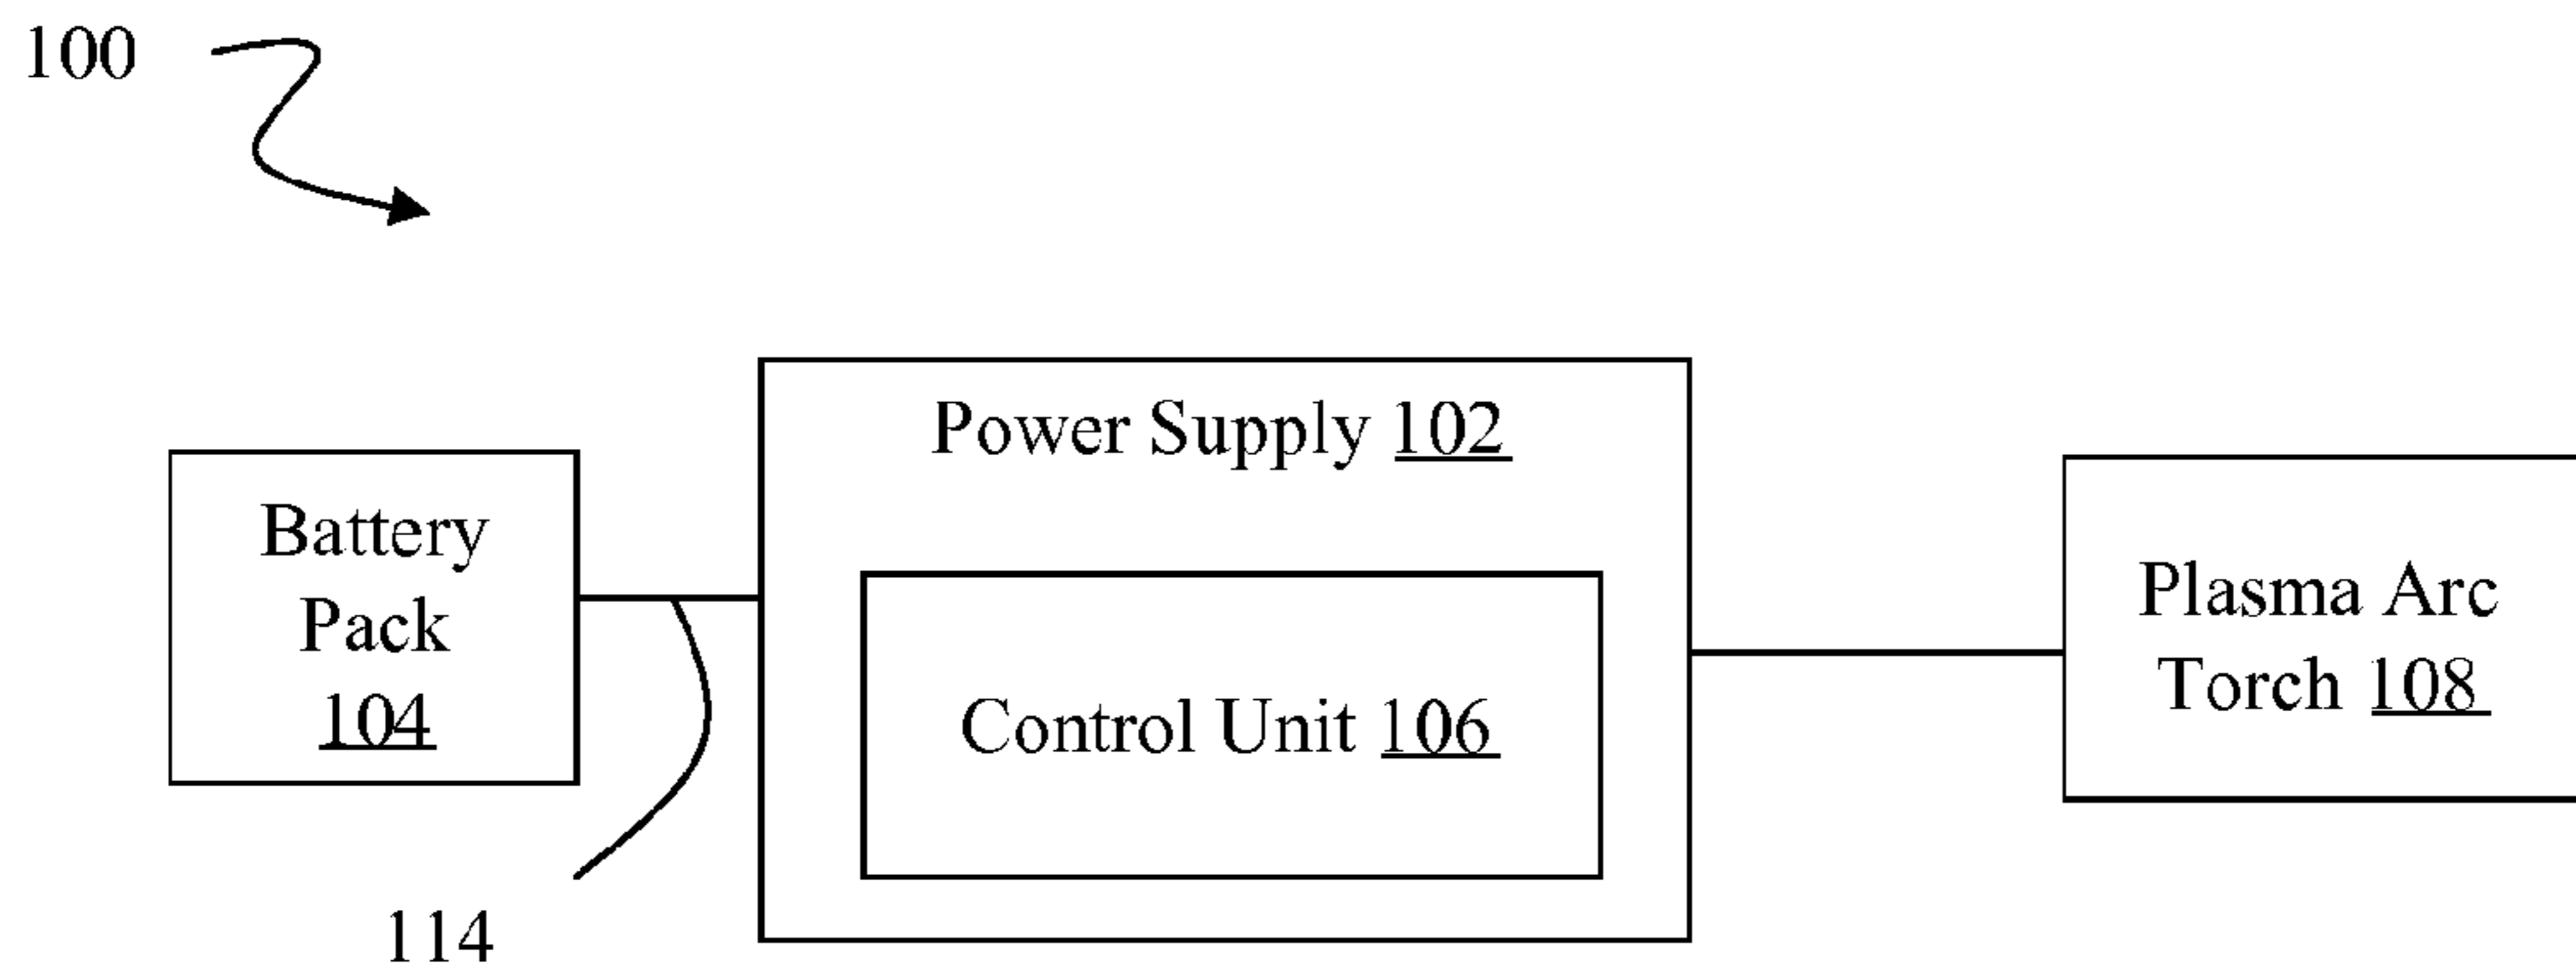 100
Power Supply 102
Battery
Pack
104
Control Unit 106
Plasma Arc
Torch 108
114